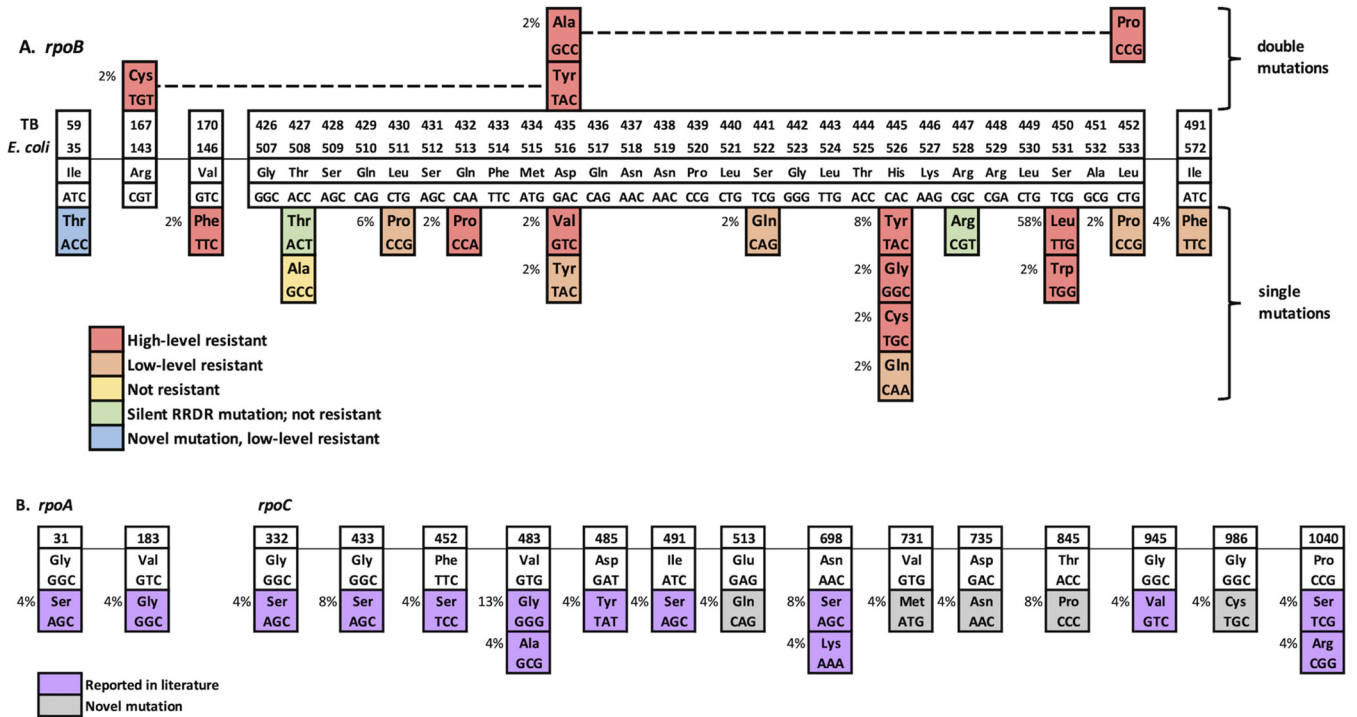 2% Ala Pro
A. rpoB GCC CCG double mutations
2% Cys Tyr
TGT TAC
TB 59 167 170 426 427 428 429 430 431 432 433 434 435 436 437 438 439 440 441 442 443 444 445 446 447 448 449 450 451 452 491
E. coli 35 143 146 507 508 509 510 511 512 513 514 515 516 517 518 519 520 521 522 523 524 525 526 527 528 529 530 531 532 533 572
Ile Arg Val Gly Thr Ser Gln Leu Ser Gln Phe Met Asp Gln Asn Asn Pro Leu Ser Gly Leu Thr His Lys Arg Arg Leu Ser Ala Leu Ile
ATC CGT GTC GGC ACC AGC CAG CTG AGC CAA TTC ATG GAC CAG AAC AAC CCG CTG TCG GGG TTG ACC CAC AAG CGC CGA CTG TCG GCG CTG ATC
Thr 2% Phe Thr 6% Pro 2% Pro 2% Val 2% Gln 8% Tyr Arg 58% Leu 2% Pro 4% Phe
ACC TTC ACT CCG CCA GTC CAG TAC CGT TTG CCG TTC
Ala 2% Tyr 2% Gly 2% Trp
GCC TAC GGC TGG
single mutations
2% Cys
TGC
2% Gln
CAA
High-level resistant
Low-level resistant
Not resistant
Silent RRDR mutation; not resistant
Novel mutation, low-level resistant
B. rpoA rpoC
31 183 332 433 452 483 485 491 513 698 731 735 845 945 986 1040
Gly Val Gly Gly Phe Val Asp Ile Glu Asn Val Asp Thr Gly Gly Pro
GGC GTC GGC GGC TTC GTG GAT ATC GAG AAC GTG GAC ACC GGC GGC CCG
4% Ser 4% Gly 4% Ser 8% Ser 4% Ser 13% Gly 4% Tyr 4% Ser 4% Gln 8% Ser 4% Met 4% Asn 8% Pro 4% Val 4% Cys 4% Ser
AGC GGC AGC AGC TCC GGG TAT AGC CAG AGC ATG AAC CCC GTC TGC TCG
4% Ala 4% Lys 4% Arg
GCG AAA CGG
Reported in literature
Novel mutation